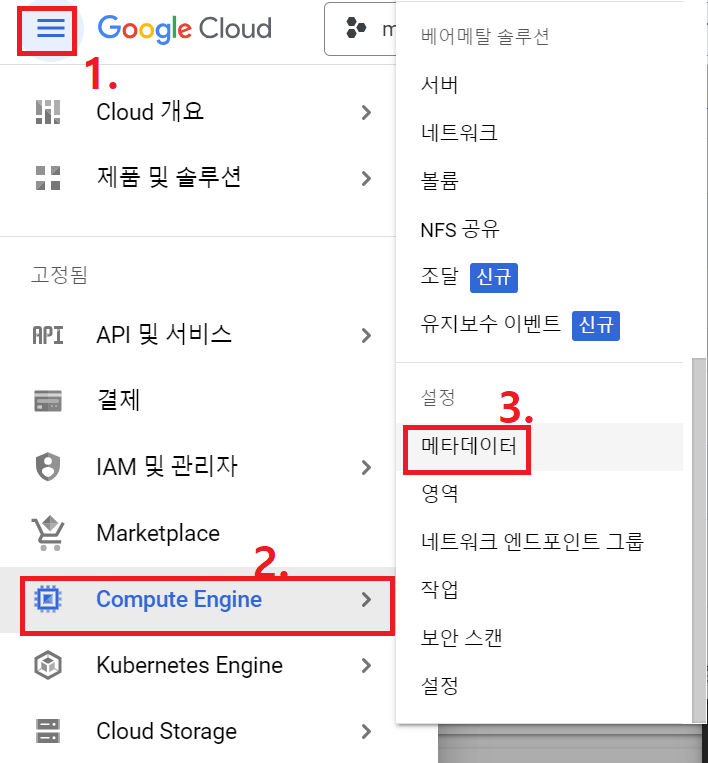 Google Cloud
m
1.
Cloud 개요
제품 및 솔루션
고정됨
API API 및 서비스
결제
IAM 및 관리자
Marketplace
2.
Compute Engine
Kubernetes Engine
Cloud Storage
베어메탈 솔루션
서버
네트워크
볼륨
NFS 공유
조달 신규
유지보수 이벤트 신규
설정
3.
메타데이터
영역
네트워크 엔드포인트 그룹
작업
보안 스캔
설정